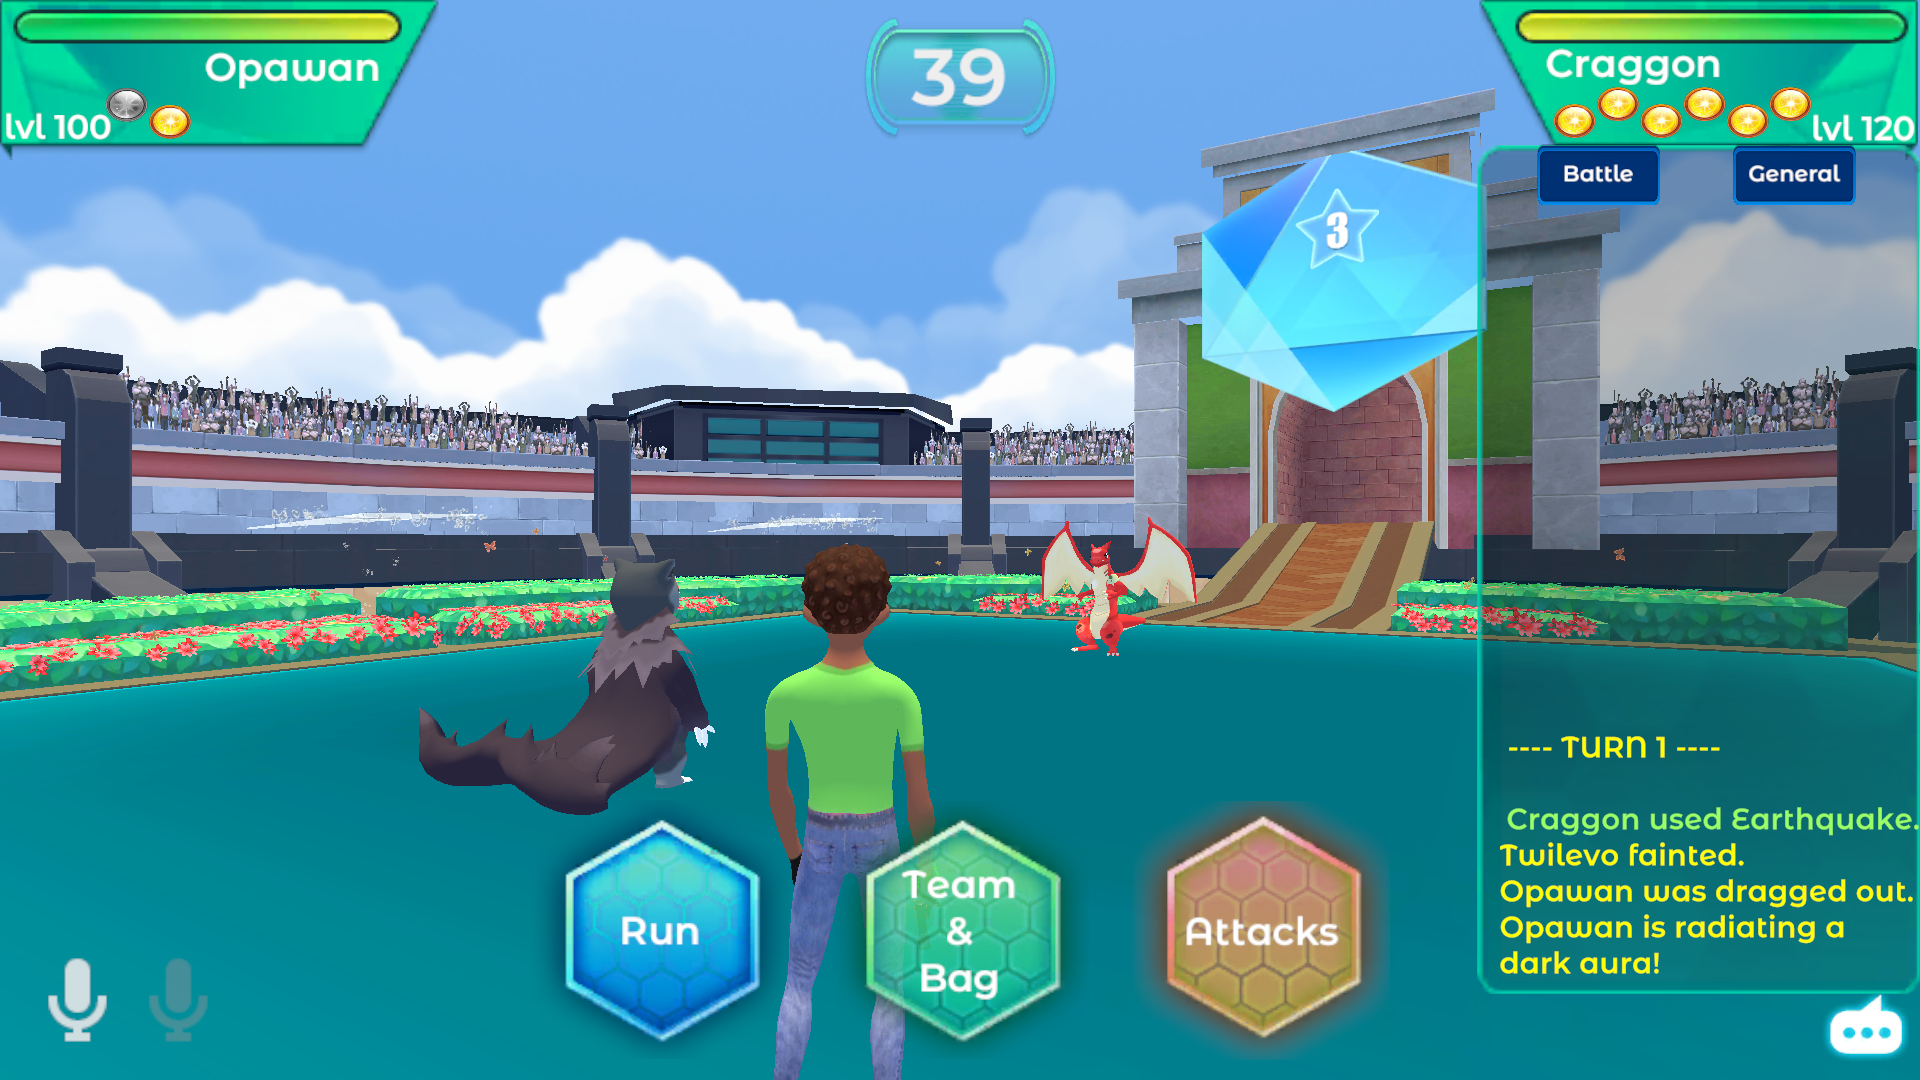 Opawan
lvl 100
39
Craggon
lvl 120
Battle
General
3
---- TURN 1 ----
Craggon used Earthquake.
Twilevo fainted.
Opawan was dragged out.
Opawan is radiating a
dark aura!
Run
Team
&
Bag
Attacks